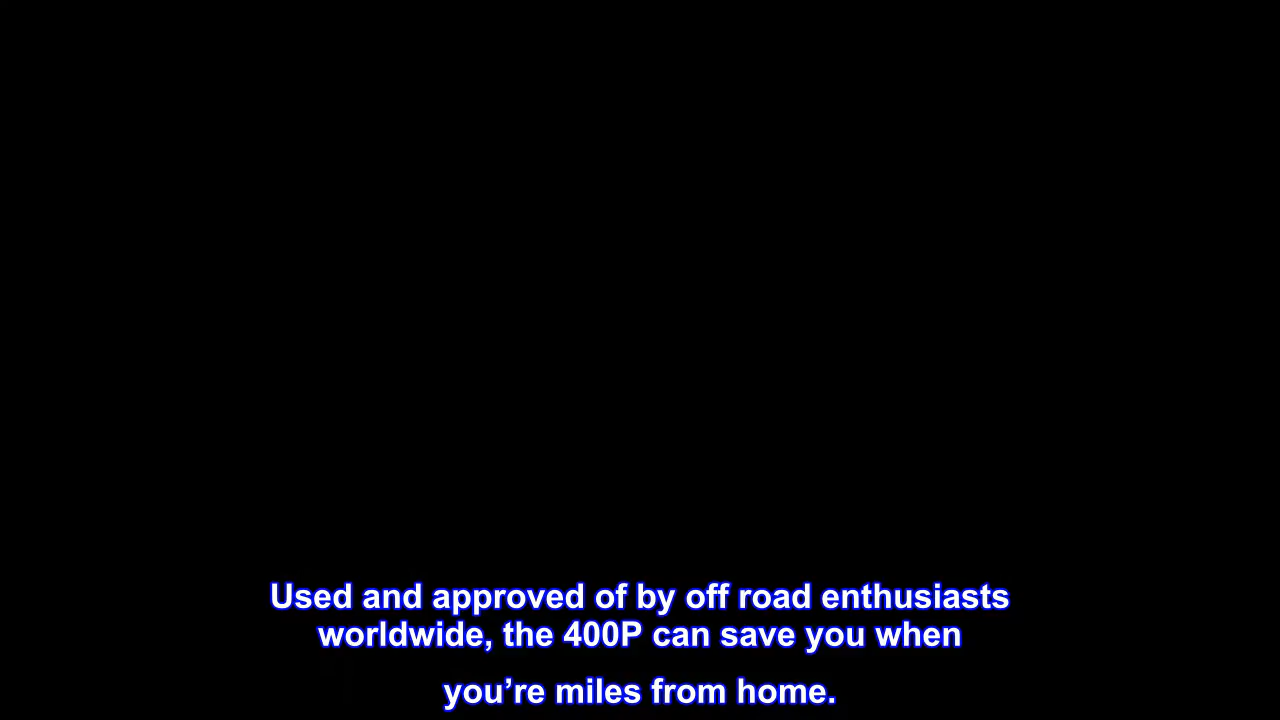 Used and approved of by off road enthusiasts
worldwide, the 400P can save you when
you’re miles from home.